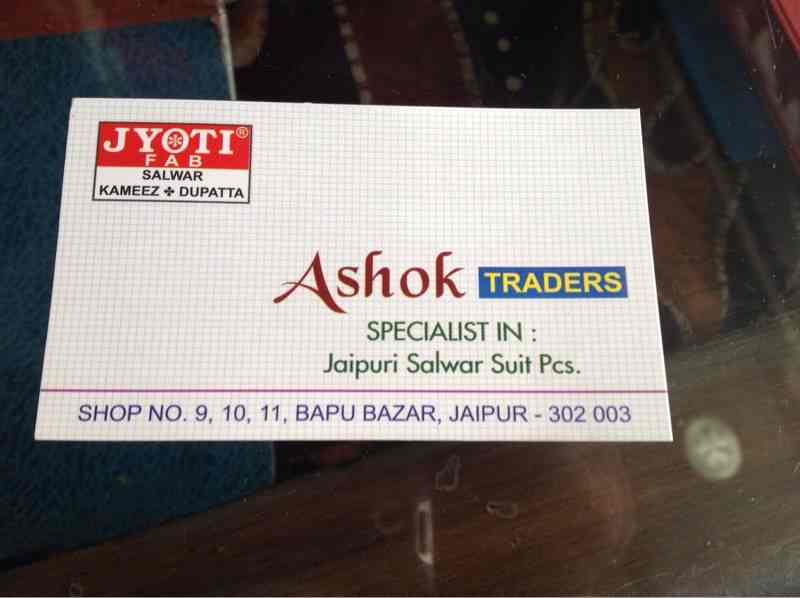 JYOTI®
FAB
SALWAR
KAMEEZ ✤ DUPATTA
Ashok TRADERS
SPECIALIST IN :
Jaipuri Salwar Suit Pcs.
SHOP NO. 9, 10, 11, BAPU BAZAR, JAIPUR - 302 003